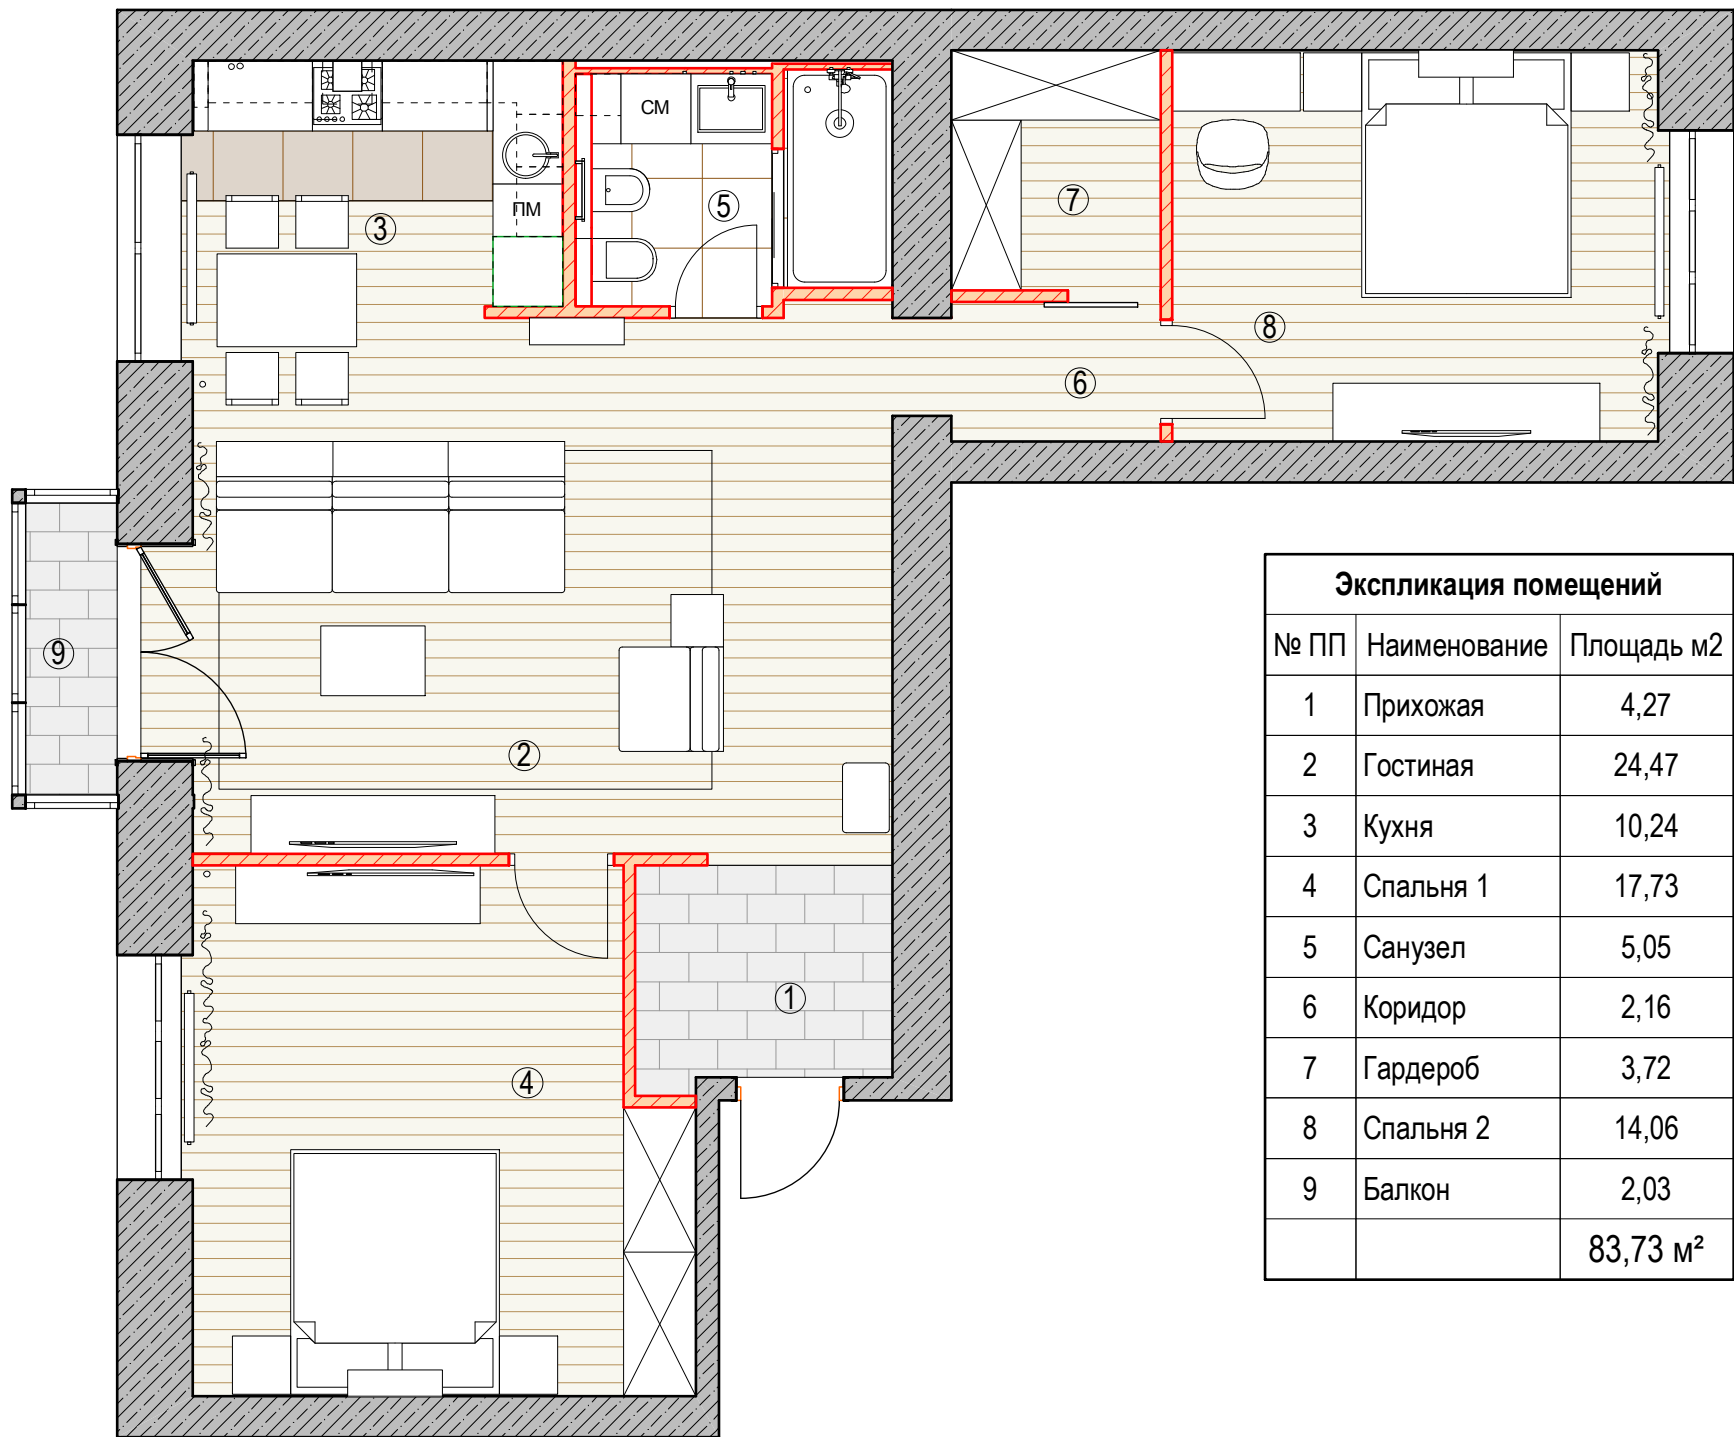 СМ
ПМ
3
5
7
8
6
9
2
1
4
Экспликация помещений
№ ПП Наименование Площадь м2
1 Прихожая 4,27
2 Гостиная 24,47
3 Кухня 10,24
4 Спальня 1 17,73
5 Санузел 5,05
6 Коридор 2,16
7 Гардероб 3,72
8 Спальня 2 14,06
9 Балкон 2,03
83,73 м²